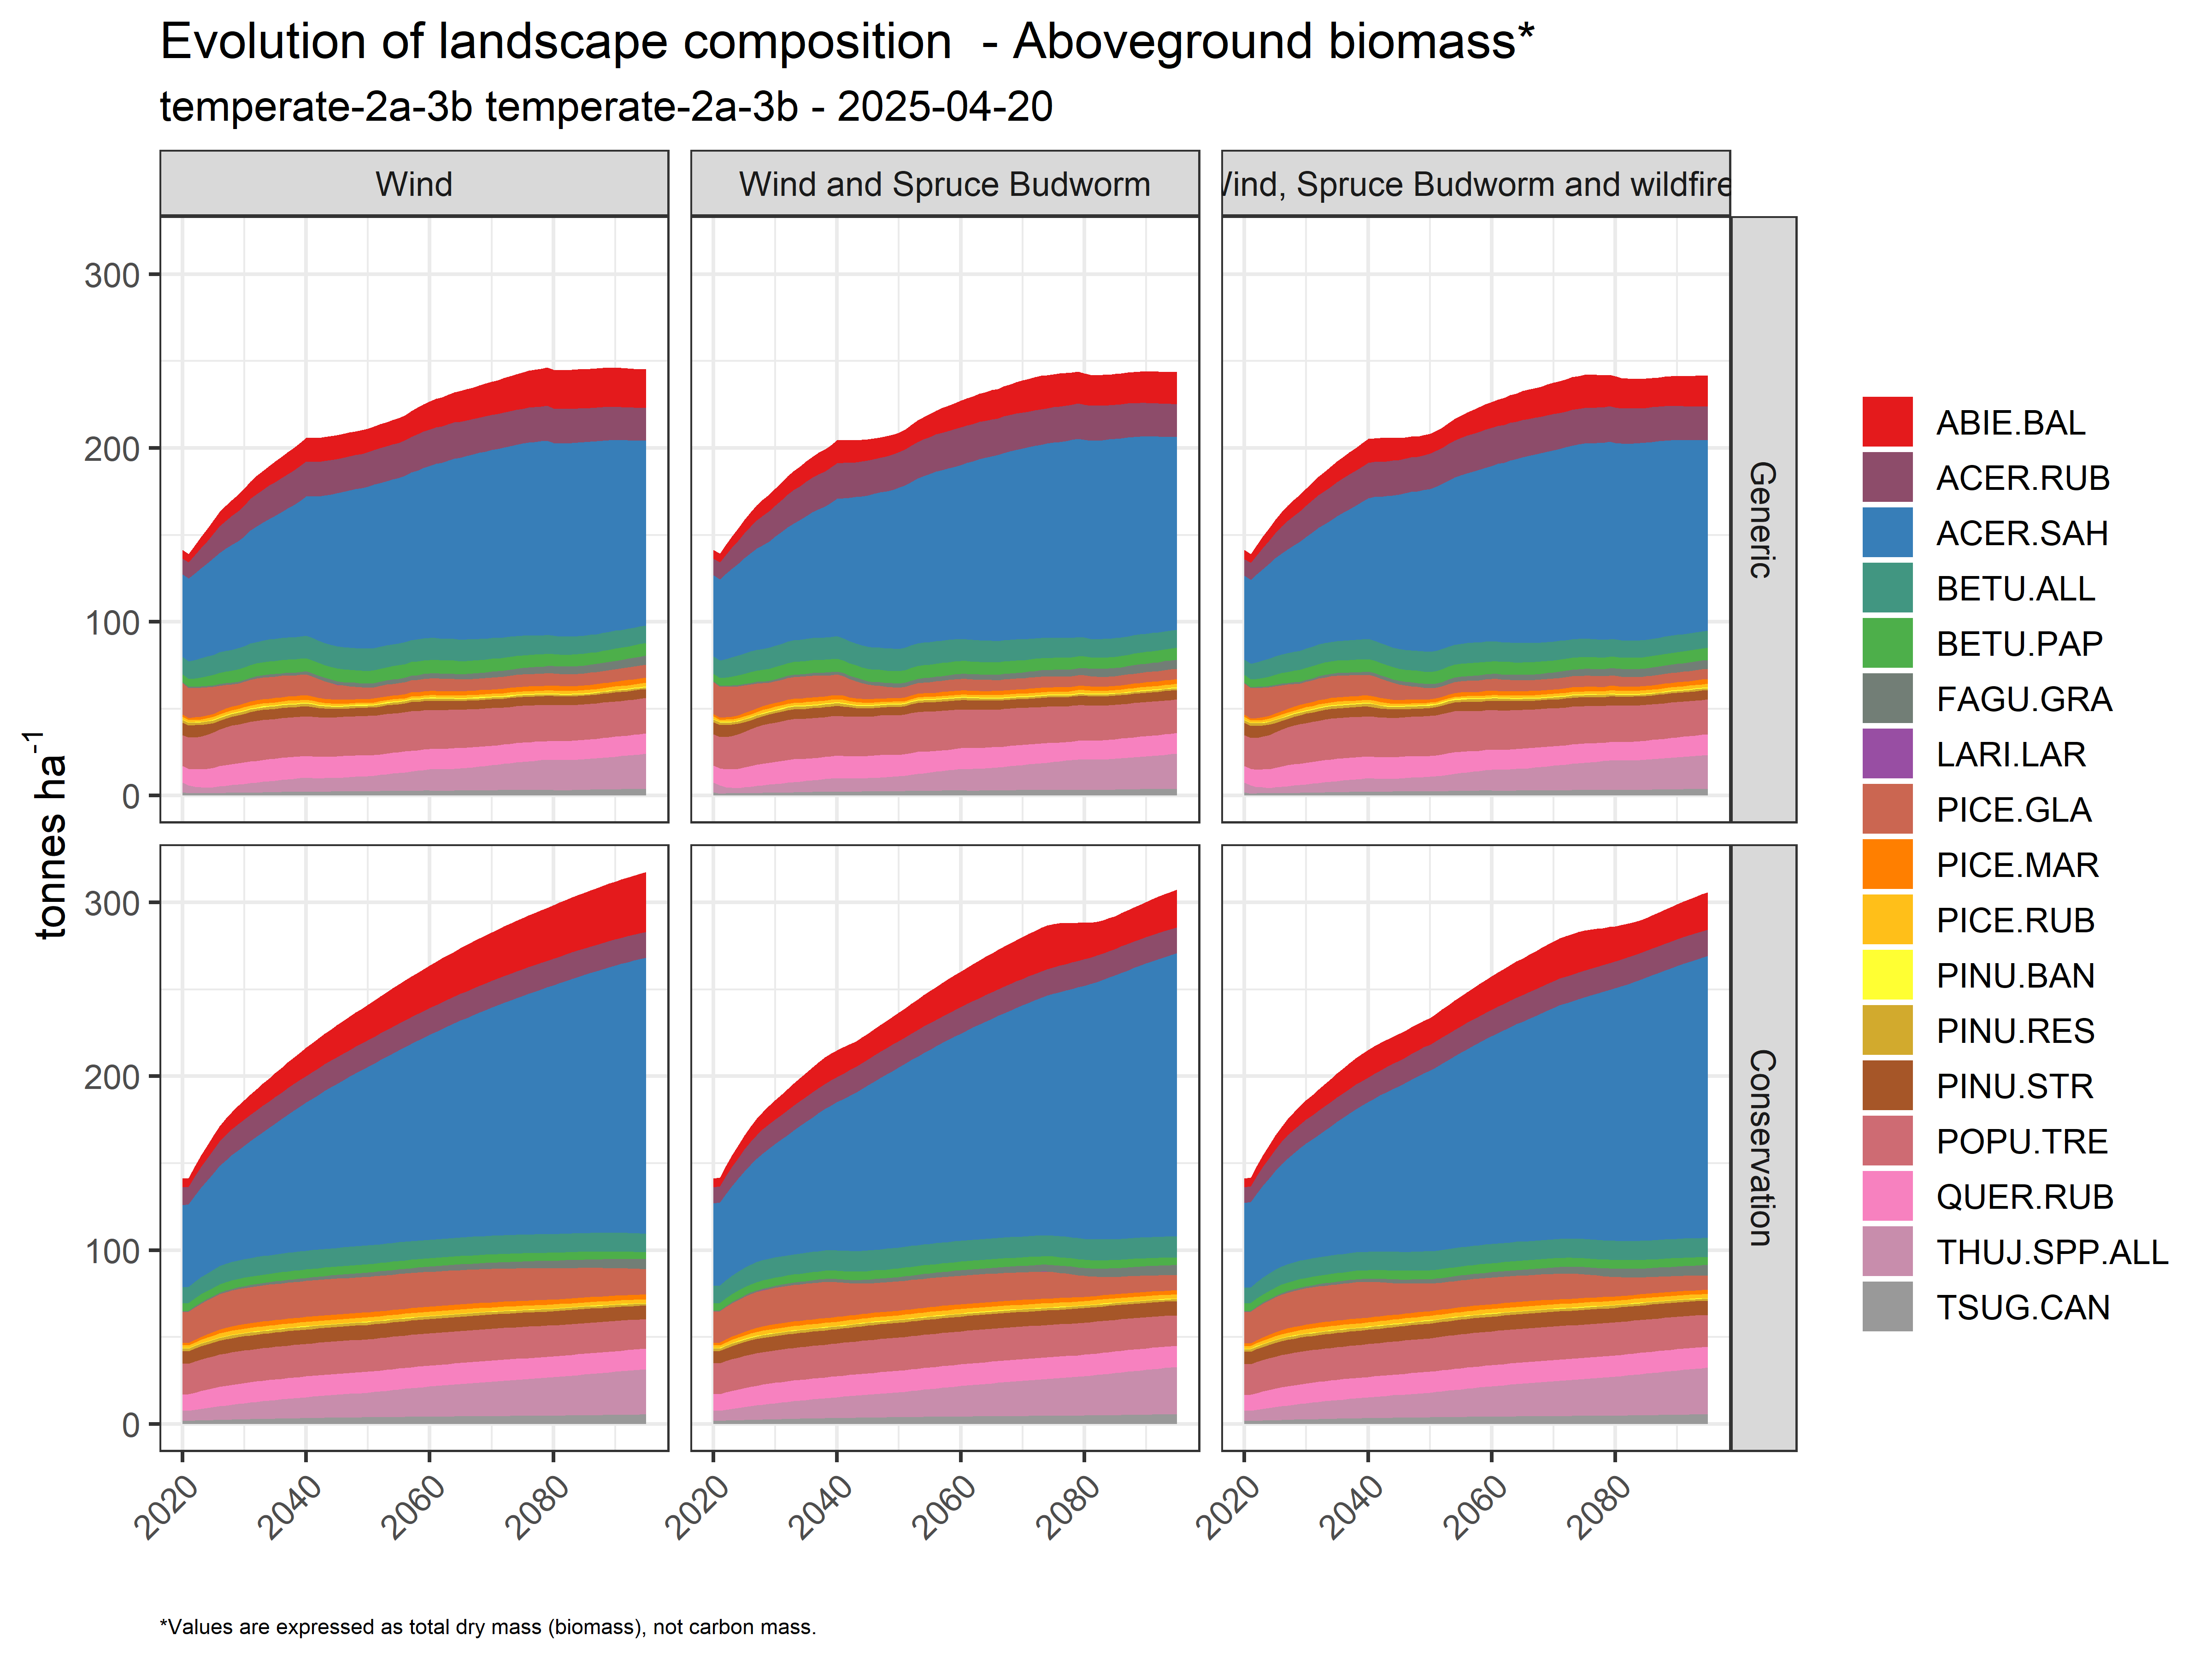 Evolution of landscape composition  - Aboveground biomass*
temperate-2a-3b temperate-2a-3b - 2025-04-20
Wind
Wind and Spruce Budworm
Spruce Budworm and wildfire
300
200
100
0
Generic
tonnes ha-1
300
200
100
0
Conservation
2020
2040
2060
2080
2020
2040
2060
2080
2020
2040
2060
2080
ABIE.BAL
ACER.RUB
ACER.SAH
BETU.ALL
BETU.PAP
FAGU.GRA
LARI.LAR
PICE.GLA
PICE.MAR
PICE.RUB
PINU.BAN
PINU.RES
PINU.STR
POPU.TRE
QUER.RUB
THUJ.SPP.ALL
TSUG.CAN
*Values are expressed as total dry mass (biomass), not carbon mass.